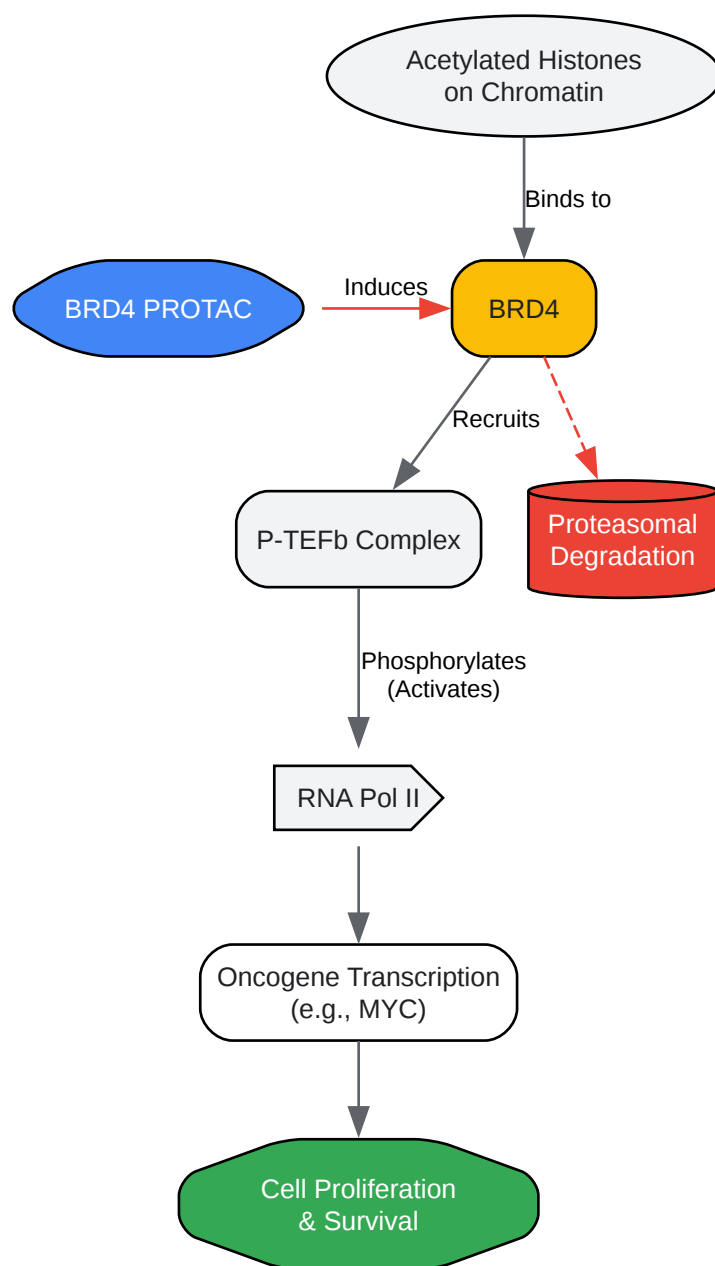 Acetylated Histones
on Chromatin
Binds to
BRD4 PROTAC
Induces
BRD4
Recruits
P-TEFb Complex
Proteasomal
Degradation
Phosphorylates
(Activates)
RNA Pol II
Oncogene Transcription
(e.g., MYC)
Cell Proliferation
& Survival